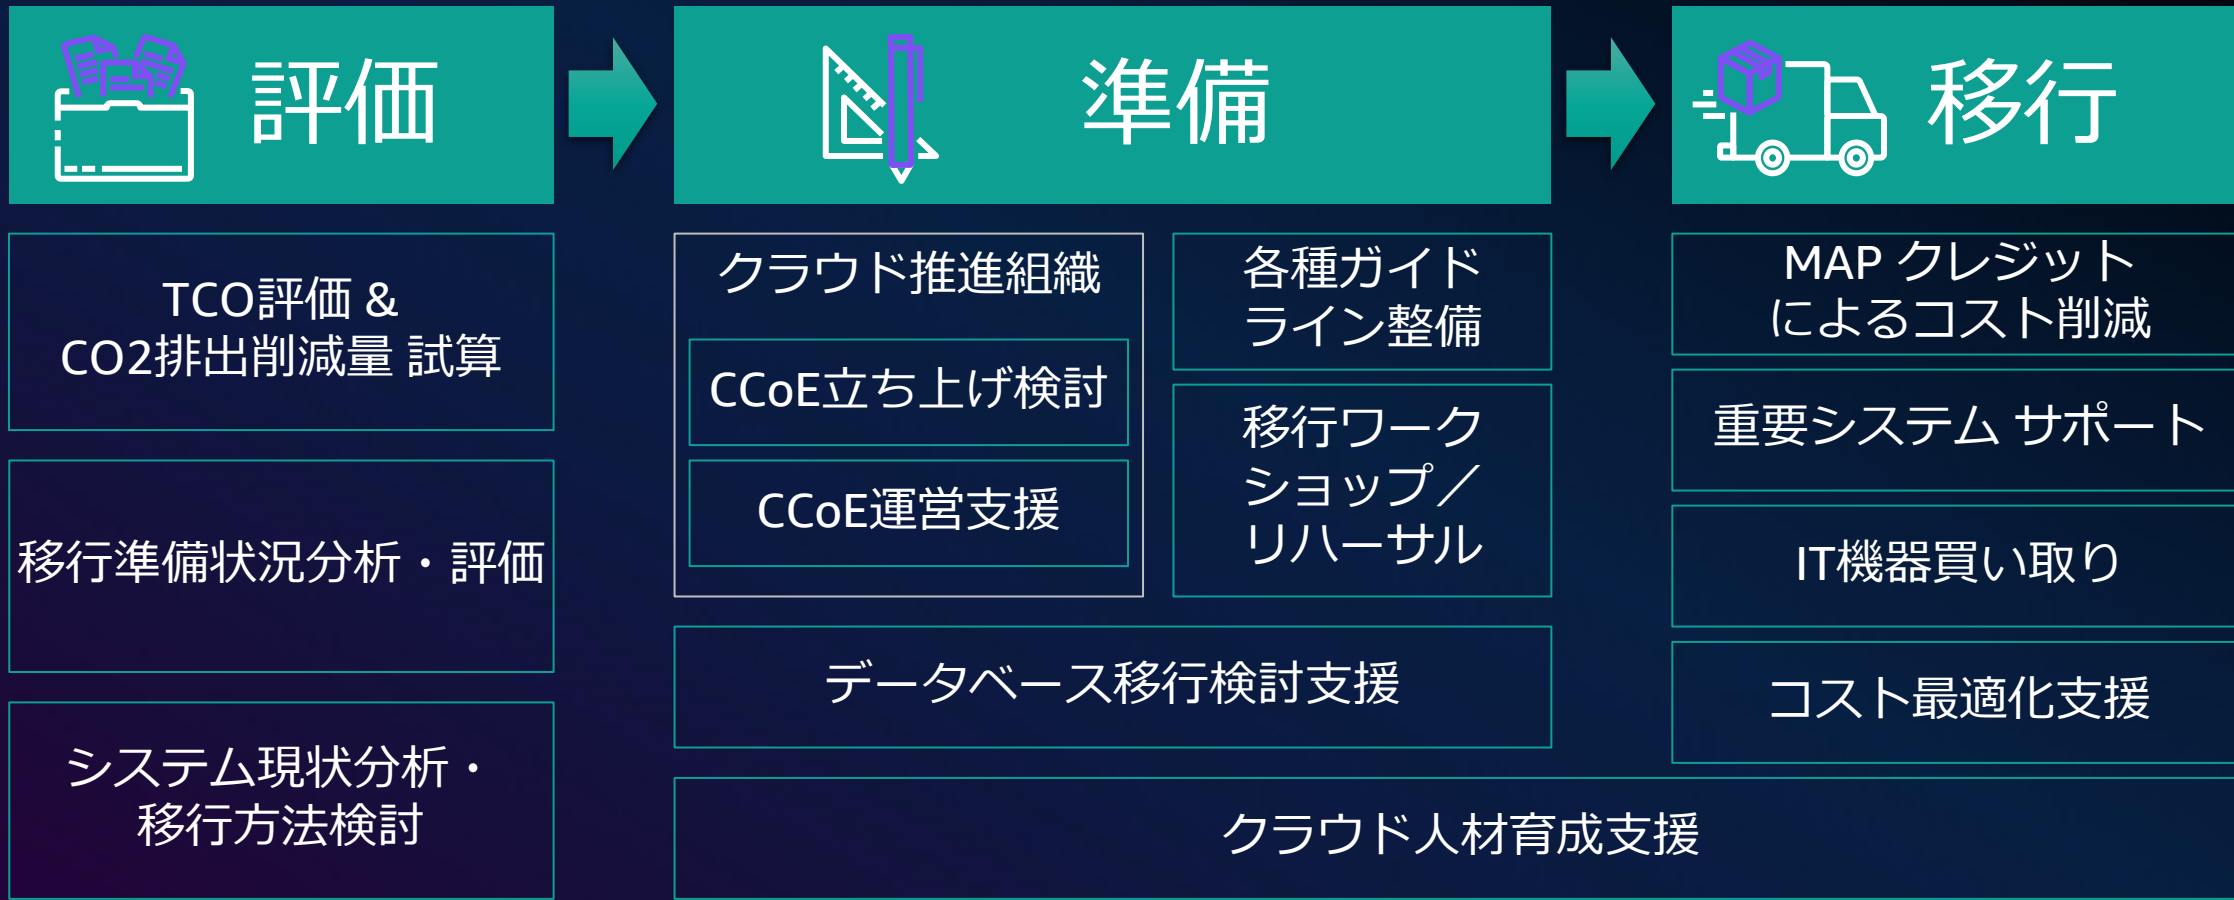 評価
準備
移行
TCO評価 &
CO2排出削減量 試算
移行準備状況分析・評価
システム現状分析・
移行方法検討
クラウド推進組織
CCoE立ち上げ検討
CCoE運営支援
各種ガイド
ライン整備
移行ワーク
ショップ／
リハーサル
データベース移行検討支援
MAP クレジット
によるコスト削減
重要システム サポート
IT機器買い取り
コスト最適化支援
クラウド人材育成支援